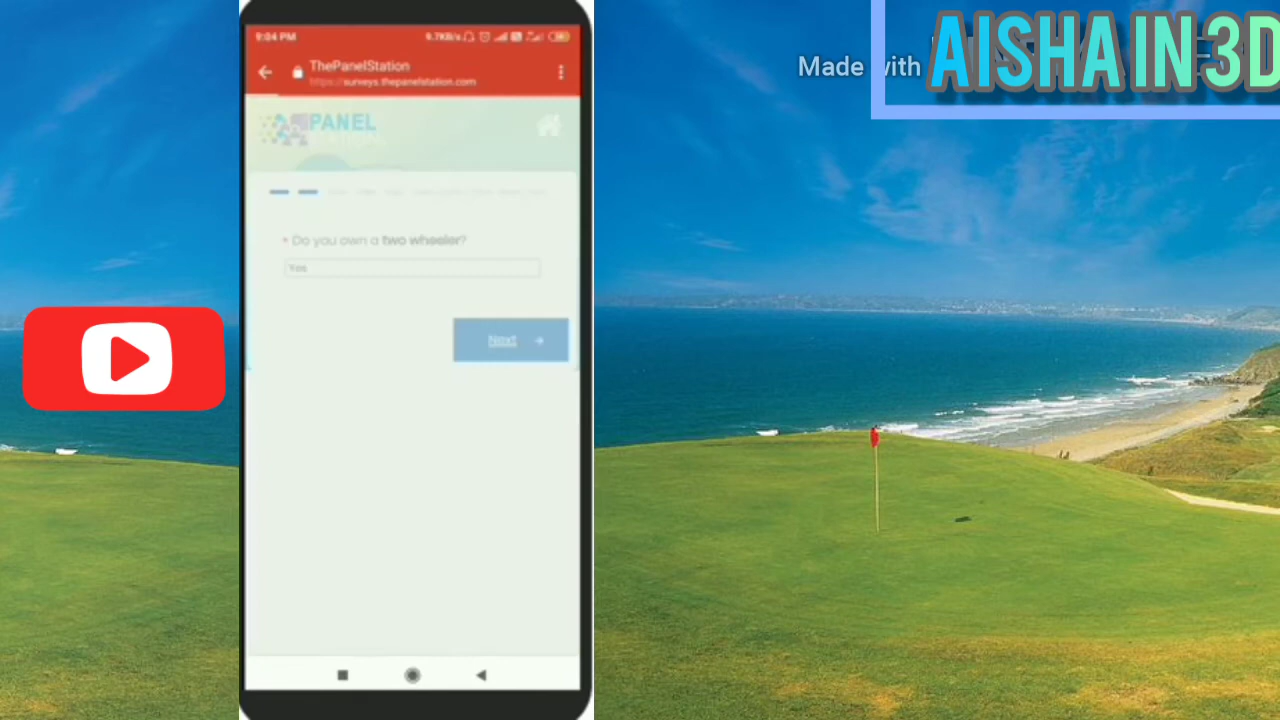 9:04 PM
ThePanelStation
https://surveys.thepanelstation.com
PANEL
* Do you own a two wheeler?
Yes
Next
Made with
AISHA IN 3D